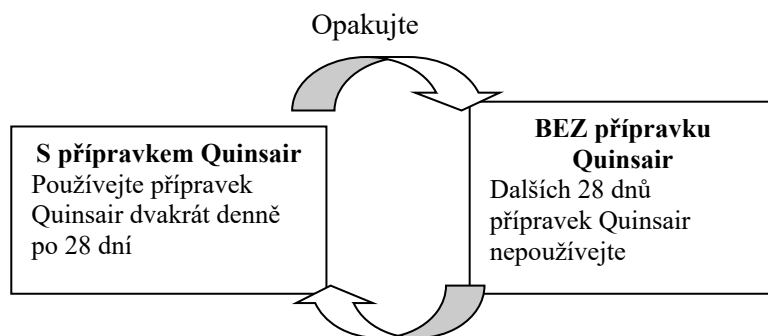 Opakujte
S přípravkem Quinsair
Používejte přípravek
Quinsair dvakrát denně
po 28 dní
BEZ přípravku
Quinsair
Dalších 28 dnů
přípravek Quinsair
nepoužívejte